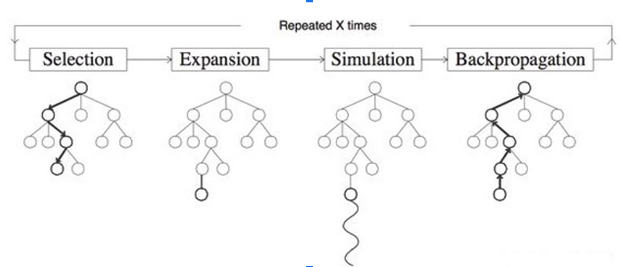 Repeated X times
Selection
Expansion
Simulation
Backpropagation